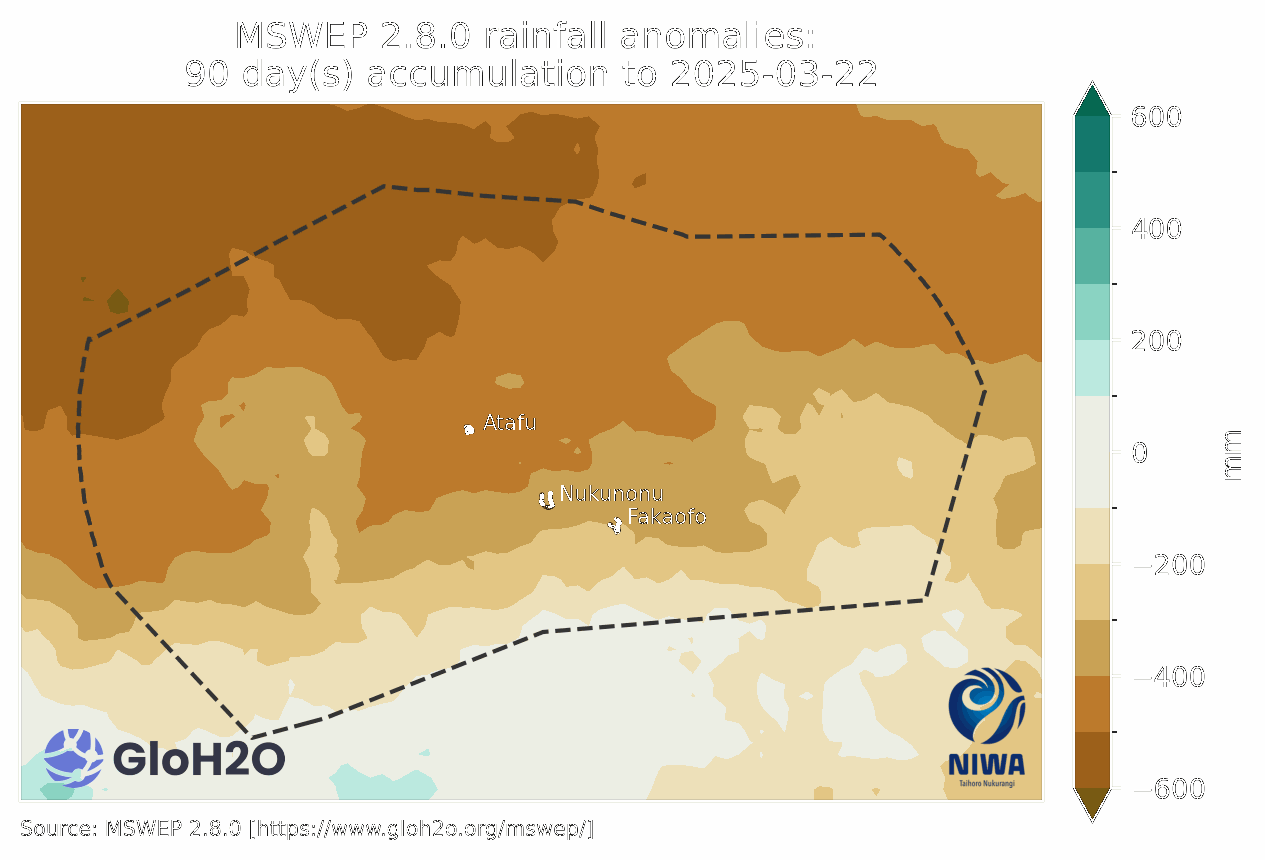 MSWEP 2.8.0 rainfall anomalies:
90 day(s) accumulation to 2025-03-22
600
400
200
0
−200
−400
−600
mm
Atafu
Nukunonu
Fakaofo
GloH2O
NIWA
Taihoro Nukurangi
Source: MSWEP 2.8.0 [https://www.gloh2o.org/mswep/]